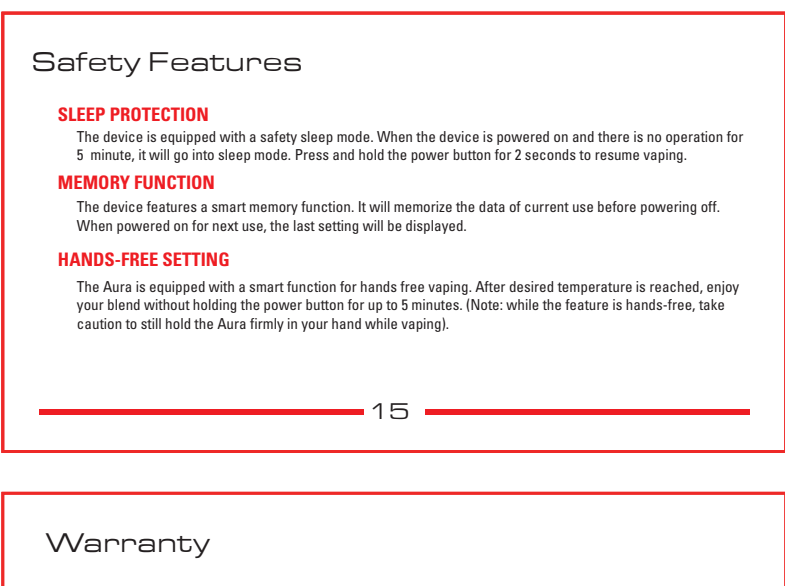 Safety Features
SLEEP PROTECTION
The device is equipped with a safety sleep mode. When the device is powered on and there is no operation for
5 minute, it will go into sleep mode. Press and hold the power button for 2 seconds to resume vaping.
MEMORY FUNCTION
The device features a smart memory function. It will memorize the data of current use before powering off.
When powered on for next use, the last setting will be displayed.
HANDS-FREE SETTING
The Aura is equipped with a smart function for hands free vaping. After desired temperature is reached, enjoy
your blend without holding the power button for up to 5 minutes. (Note: while the feature is hands-free, take
caution to still hold the Aura firmly in your hand while vaping).
15
Warranty